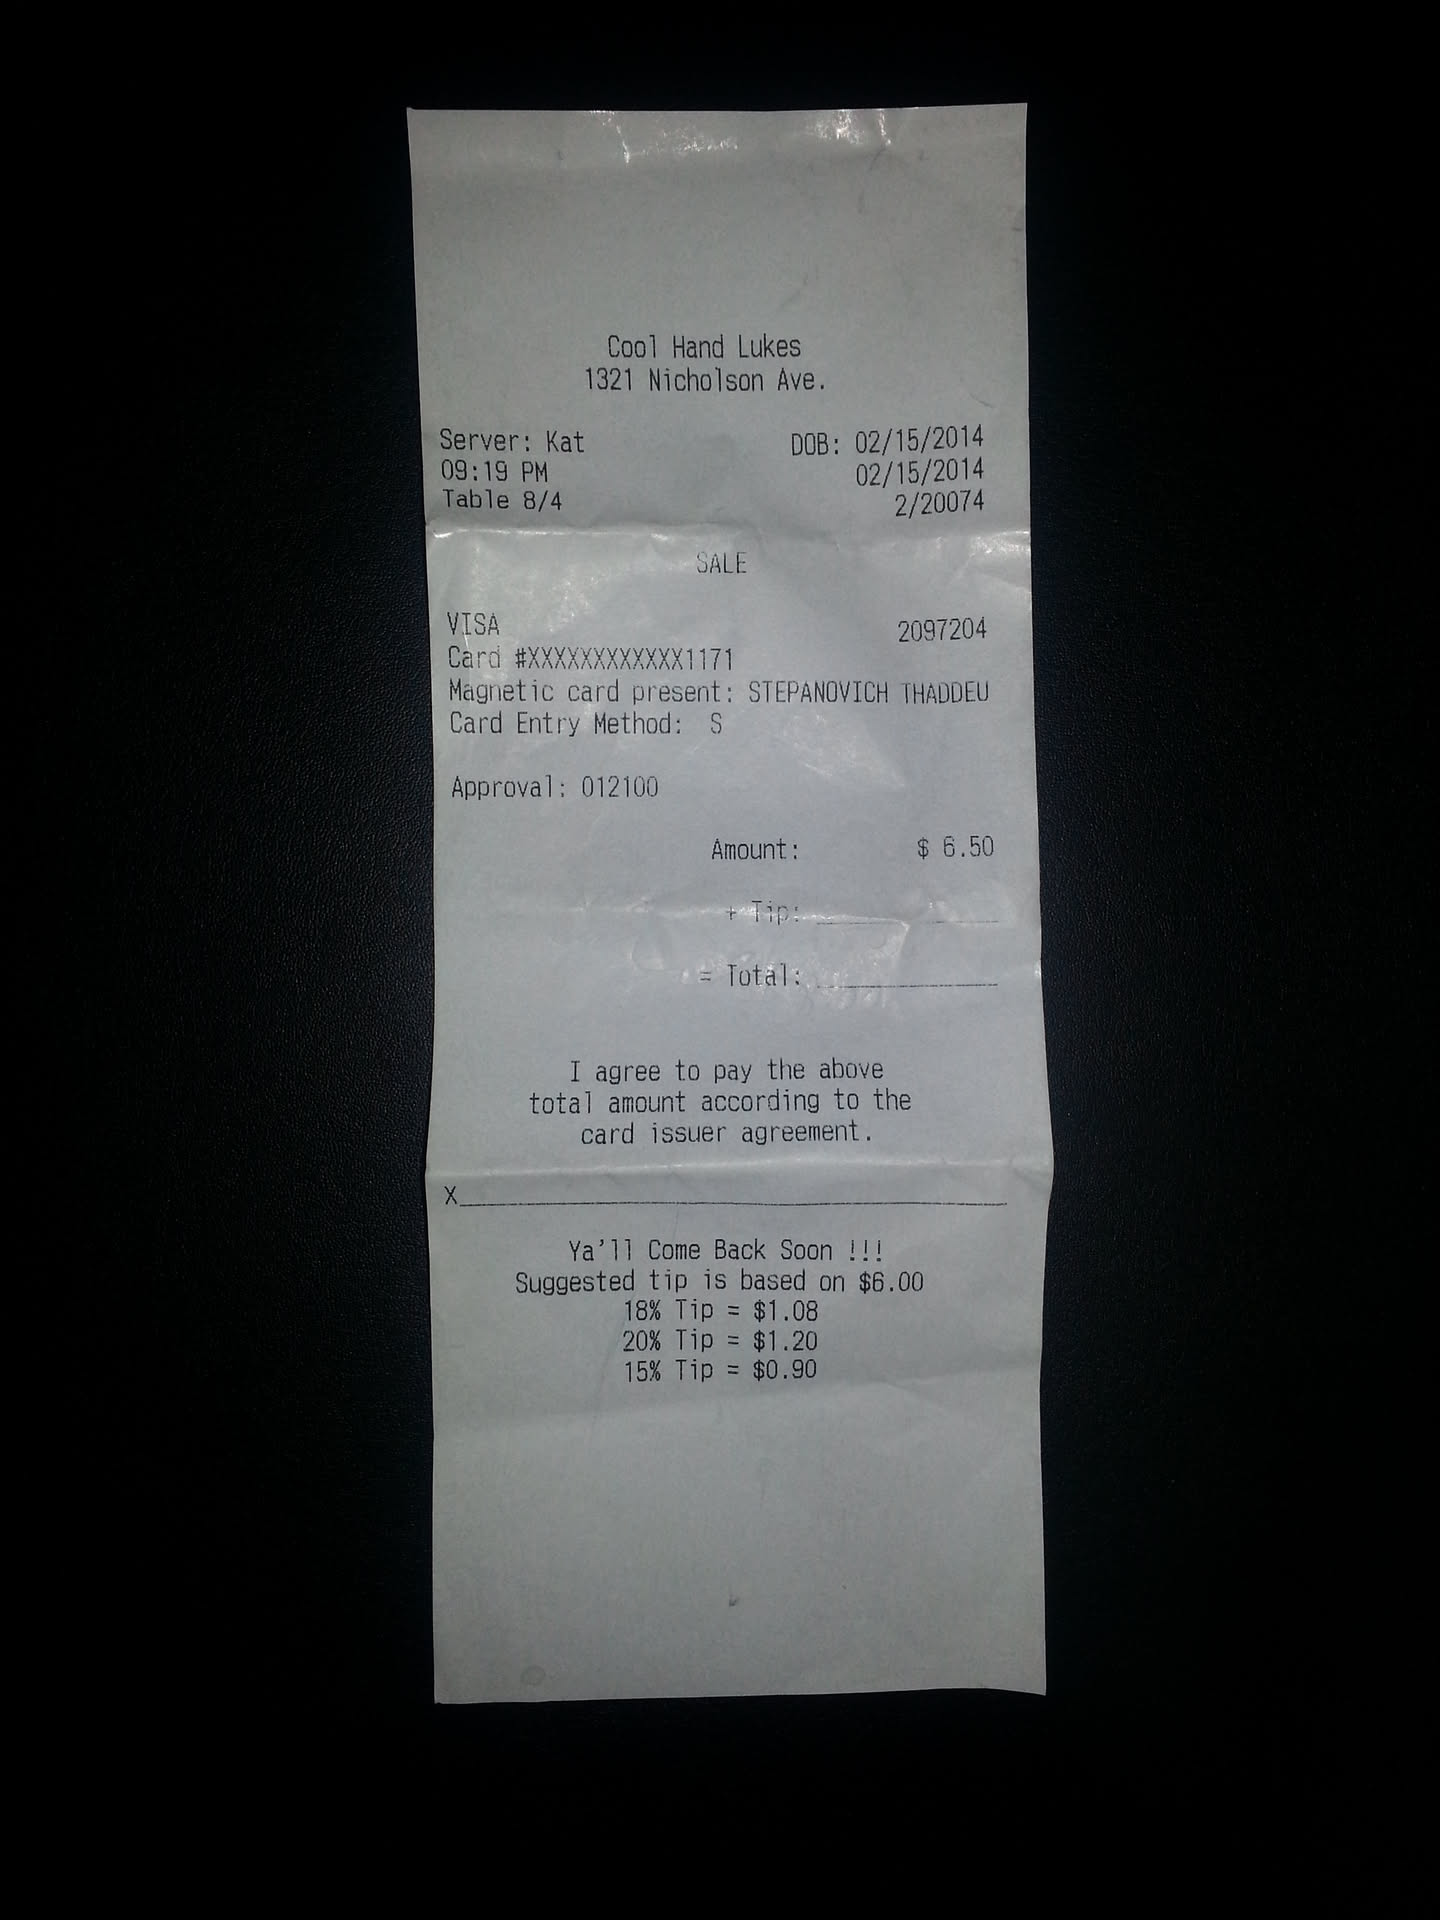 Cool Hand Lukes
1321 Nicholson Ave.
Server: Kat DOB: 02/15/2014
09:19 PM 02/15/2014
Table 8/4 2/20074
SALE
VISA 2097204
Card #XXXXXXXXXXXX1171
Magnetic card present: STEPANOVICH THADDEU
Card Entry Method: S
Approval: 012100
Amount: $ 6.50
+ Tip: ______________
= Total: ______________
I agree to pay the above
total amount according to the
card issuer agreement.
X__________________________________________
Ya'll Come Back Soon !!!
Suggested tip is based on $6.00
18% Tip = $1.08
20% Tip = $1.20
15% Tip = $0.90